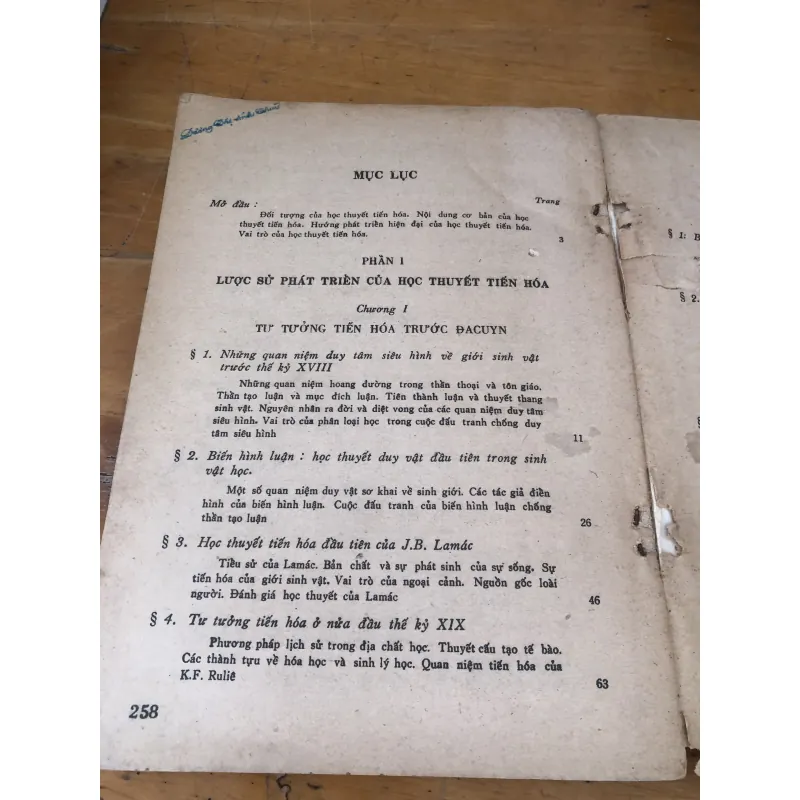 MỤC LỤC
Mở đầu : Trang
Đối tượng của học thuyết tiến hóa. Nội dung cơ bản của học
thuyết tiến hóa. Hướng phát triển hiện đại của học thuyết tiến hóa.
Vai trò của học thuyết tiến hóa. 3
PHẦN I
LƯỢC SỬ PHÁT TRIỂN CỦA HỌC THUYẾT TIẾN HÓA
Chương I
TƯ TƯỞNG TIẾN HÓA TRƯỚC ĐACUYN
§ 1. Những quan niệm duy tâm siêu hình về giới sinh vật
trước thế kỷ XVIII
Những quan niệm hoang đường trong thần thoại và tôn giáo.
Thần tạo luận và mục đích luận. Tiên thành luận và thuyết thang
sinh vật. Nguyên nhân ra đời và diệt vong của các quan niệm duy tâm
siêu hình. Vai trò của phân loại học trong cuộc đấu tranh chống duy
tâm siêu hình 11
§ 2. Biến hình luận : học thuyết duy vật đầu tiên trong sinh
vật học.
Một số quan niệm duy vật sơ khai về sinh giới. Các tác giả điển
hình của biến hình luận. Cuộc đấu tranh của biến hình luận chống
thần tạo luận 26
§ 3. Học thuyết tiến hóa đầu tiên của J.B. Lamác
Tiểu sử của Lamác. Bản chất và sự phát sinh của sự sống. Sự
tiến hóa của giới sinh vật. Vai trò của ngoại cảnh. Nguồn gốc loài
người. Đánh giá học thuyết của Lamác 46
§ 4. Tư tưởng tiến hóa ở nửa đầu thế kỷ XIX
Phương pháp lịch sử trong địa chất học. Thuyết cấu tạo tế bào.
Các thành tựu về hóa học và sinh lý học. Quan niệm tiến hóa của
K.F. Ruliê 63
258
§ 1: B
§ 2.
§